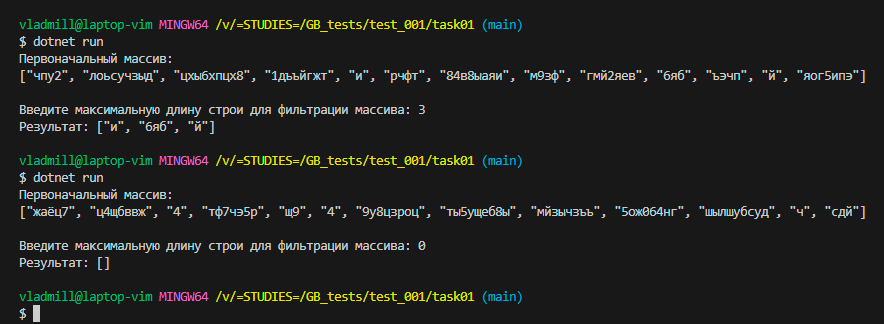 vladmill@laptop-vim MINGW64 /v/=STUDIES=/GB_tests/test_001/task01 (main)
$ dotnet run
Первоначальный массив:
["чпу2", "лоьсучзыд", "цхыбхпцх8", "1дъъйгжт", "и", "рчфт", "84в8ыаяи", "м9зф", "гмй2яев", "6яб", "ъэчп", "й", "яог5ипэ"]
Введите максимальную длину строи для фильтрации массива: 3
Результат: ["и", "6яб", "й"]
vladmill@laptop-vim MINGW64 /v/=STUDIES=/GB_tests/test_001/task01 (main)
$ dotnet run
Первоначальный массив:
["жаёц7", "ц4щбввж", "4", "тф7чэ5р", "щ9", "4", "9у8цзроц", "ты5ущеб8ы", "мйзычзъъ", "5ож064нг", "шылшубсуд", "ч", "сдй"]
Введите максимальную длину строи для фильтрации массива: 0
Результат: []
vladmill@laptop-vim MINGW64 /v/=STUDIES=/GB_tests/test_001/task01 (main)
$